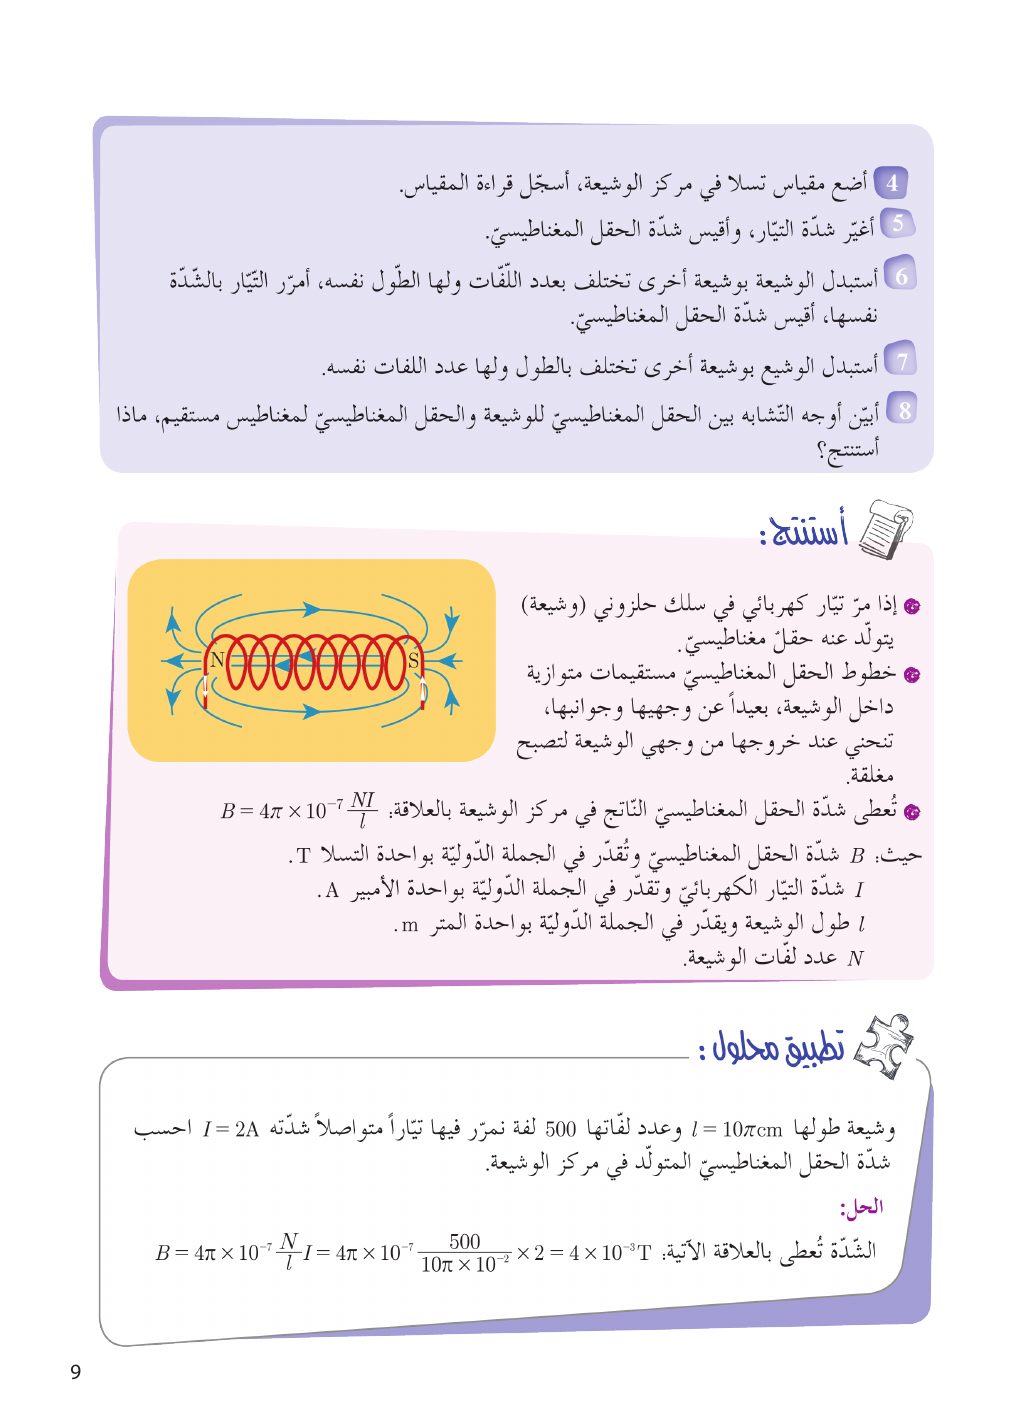 4 أضع مقياس تسلا في مركز الوشيعة، أسجّل قراءة المقياس.
5 أغيّر شدّة التيّار، وأقيس شدّة الحقل المغناطيسيّ.
6 أستبدل الوشيعة بوشيعة أخرى تختلف بعدد اللّفّات ولها الطّول نفسه، أمرّر التّيّار بالشّدّة
نفسها، أقيس شدّة الحقل المغناطيسيّ.
7 أستبدل الوشيع بوشيعة أخرى تختلف بالطول ولها عدد اللفات نفسه.
8 أبيّن أوجه التّشابه بين الحقل المغناطيسيّ للوشيعة والحقل المغناطيسيّ لمغناطيس مستقيم، ماذا
أستنتج؟
أستنتج:
إذا مرّ تيّار كهربائي في سلك حلزوني (وشيعة)
يتولّد عنه حقلٌ مغناطيسيّ.
خطوط الحقل المغناطيسيّ مستقيمات متوازية
داخل الوشيعة، بعيداً عن وجهيها وجوانبها،
تنحني عند خروجها من وجهي الوشيعة لتصبح
مغلقة.
N S
تُعطى شدّة الحقل المغناطيسيّ النّاتج في مركز الوشيعة بالعلاقة: B = 4π × 10⁻⁷ NI/l
حيث: B شدّة الحقل المغناطيسيّ وتُقدّر في الجملة الدّوليّة بواحدة التسلا T.
I شدّة التيّار الكهربائيّ وتقدّر في الجملة الدّوليّة بواحدة الأمبير A.
l طول الوشيعة ويقدّر في الجملة الدّوليّة بواحدة المتر m.
N عدد لفّات الوشيعة.
تطبيق محلول:
وشيعة طولها l = 10πcm وعدد لفّاتها 500 لفة نمرّر فيها تيّاراً متواصلاً شدّته I = 2A احسب
شدّة الحقل المغناطيسيّ المتولّد في مركز الوشيعة.
الحل:
الشّدّة تُعطى بالعلاقة الآتية: B = 4π × 10⁻⁷ N/l I = 4π × 10⁻⁷ 500/(10π × 10⁻²) × 2 = 4 × 10⁻³ T
9